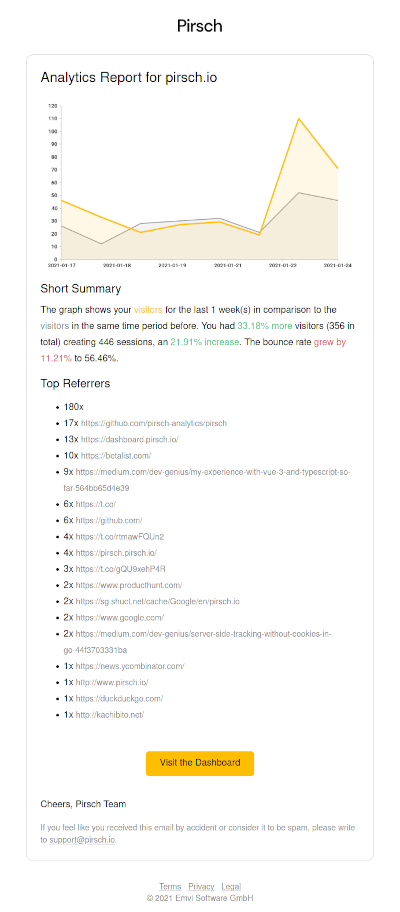 Pirsch
Analytics Report for pirsch.io
120
110
100
90
80
70
60
50
40
30
20
10
0
2021-01-17 2021-01-18 2021-01-19 2021-01-21 2021-01-22 2021-01-24
Short Summary
The graph shows your visitors for the last 1 week(s) in comparison to the
visitors in the same time period before. You had 33.18% more visitors (356 in
total) creating 446 sessions, an 21.91% increase. The bounce rate grew by
11.21% to 56.46%.
Top Referrers
• 180x
• 17x https://github.com/pirsch-analytics/pirsch
• 13x https://dashboard.pirsch.io/
• 10x https://betalist.com/
• 9x https://medium.com/dev-genius/my-experience-with-vue-3-and-typescript-so-
far-564bb65d4e39
• 6x https://t.co/
• 6x https://github.com/
• 4x https://t.co/rtmawFQUn2
• 4x https://pirsch.pirsch.io/
• 3x https://t.co/gQU9xehP4R
• 2x https://www.producthunt.com/
• 2x https://sg.shuct.net/cache/Google/en/pirsch.io
• 2x https://www.google.com/
• 2x https://medium.com/dev-genius/server-side-tracking-without-cookies-in-
go-44f3703331ba
• 1x https://news.ycombinator.com/
• 1x http://www.pirsch.io/
• 1x https://duckduckgo.com/
• 1x http://kachibito.net/
Visit the Dashboard
Cheers, Pirsch Team
If you feel like you received this email by accident or consider it to be spam, please write
to support@pirsch.io.
Terms Privacy Legal
© 2021 Emvi Software GmbH